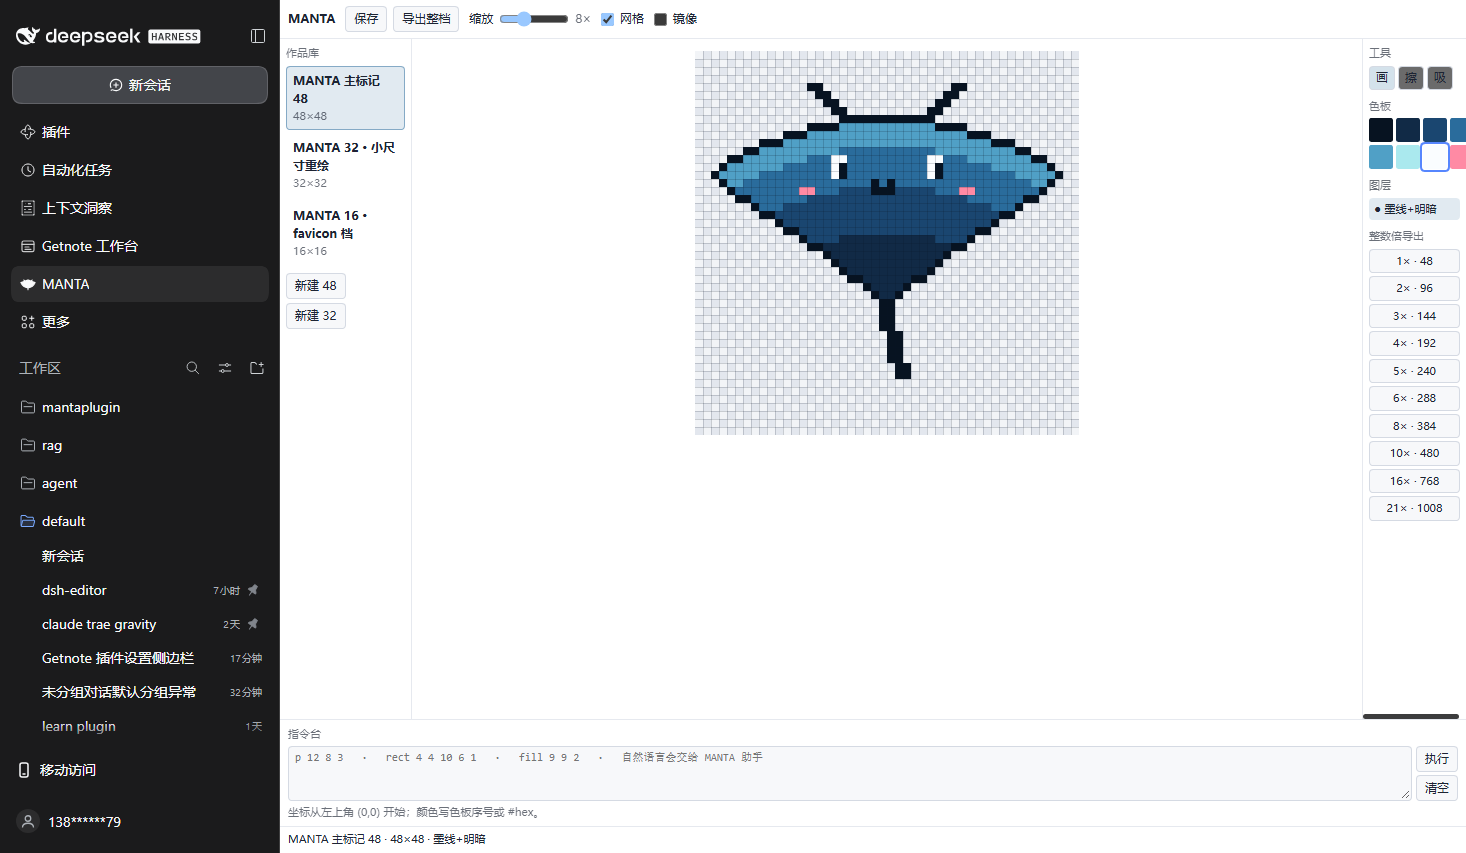 deepseek HARNESS
新会话
插件
自动化任务
上下文洞察
Getnote 工作台
MANTA
更多
工作区
mantaplugin
rag
agent
default
新会话
dsh-editor 7小时
claude trae gravity 2天
Getnote 插件设置侧边栏 17分钟
未分组对话默认分组异常 32分钟
learn plugin 1天
移动访问
138******79
MANTA 保存 导出整档 缩放 8× 网格 镜像
作品库
MANTA 主标记
48
48×48
MANTA 32 • 小尺
寸重绘
32×32
MANTA 16 •
favicon 档
16×16
新建 48
新建 32
工具
画 擦 吸
色板
图层
● 墨线+明暗
整数倍导出
1× · 48
2× · 96
3× · 144
4× · 192
5× · 240
6× · 288
8× · 384
10× · 480
16× · 768
21× · 1008
指令台
p 12 8 3 · rect 4 4 10 6 1 · fill 9 9 2 · 自然语言会交给 MANTA 助手
执行
清空
坐标从左上角 (0,0) 开始；颜色写色板序号或 #hex。
MANTA 主标记 48 · 48×48 · 墨线+明暗